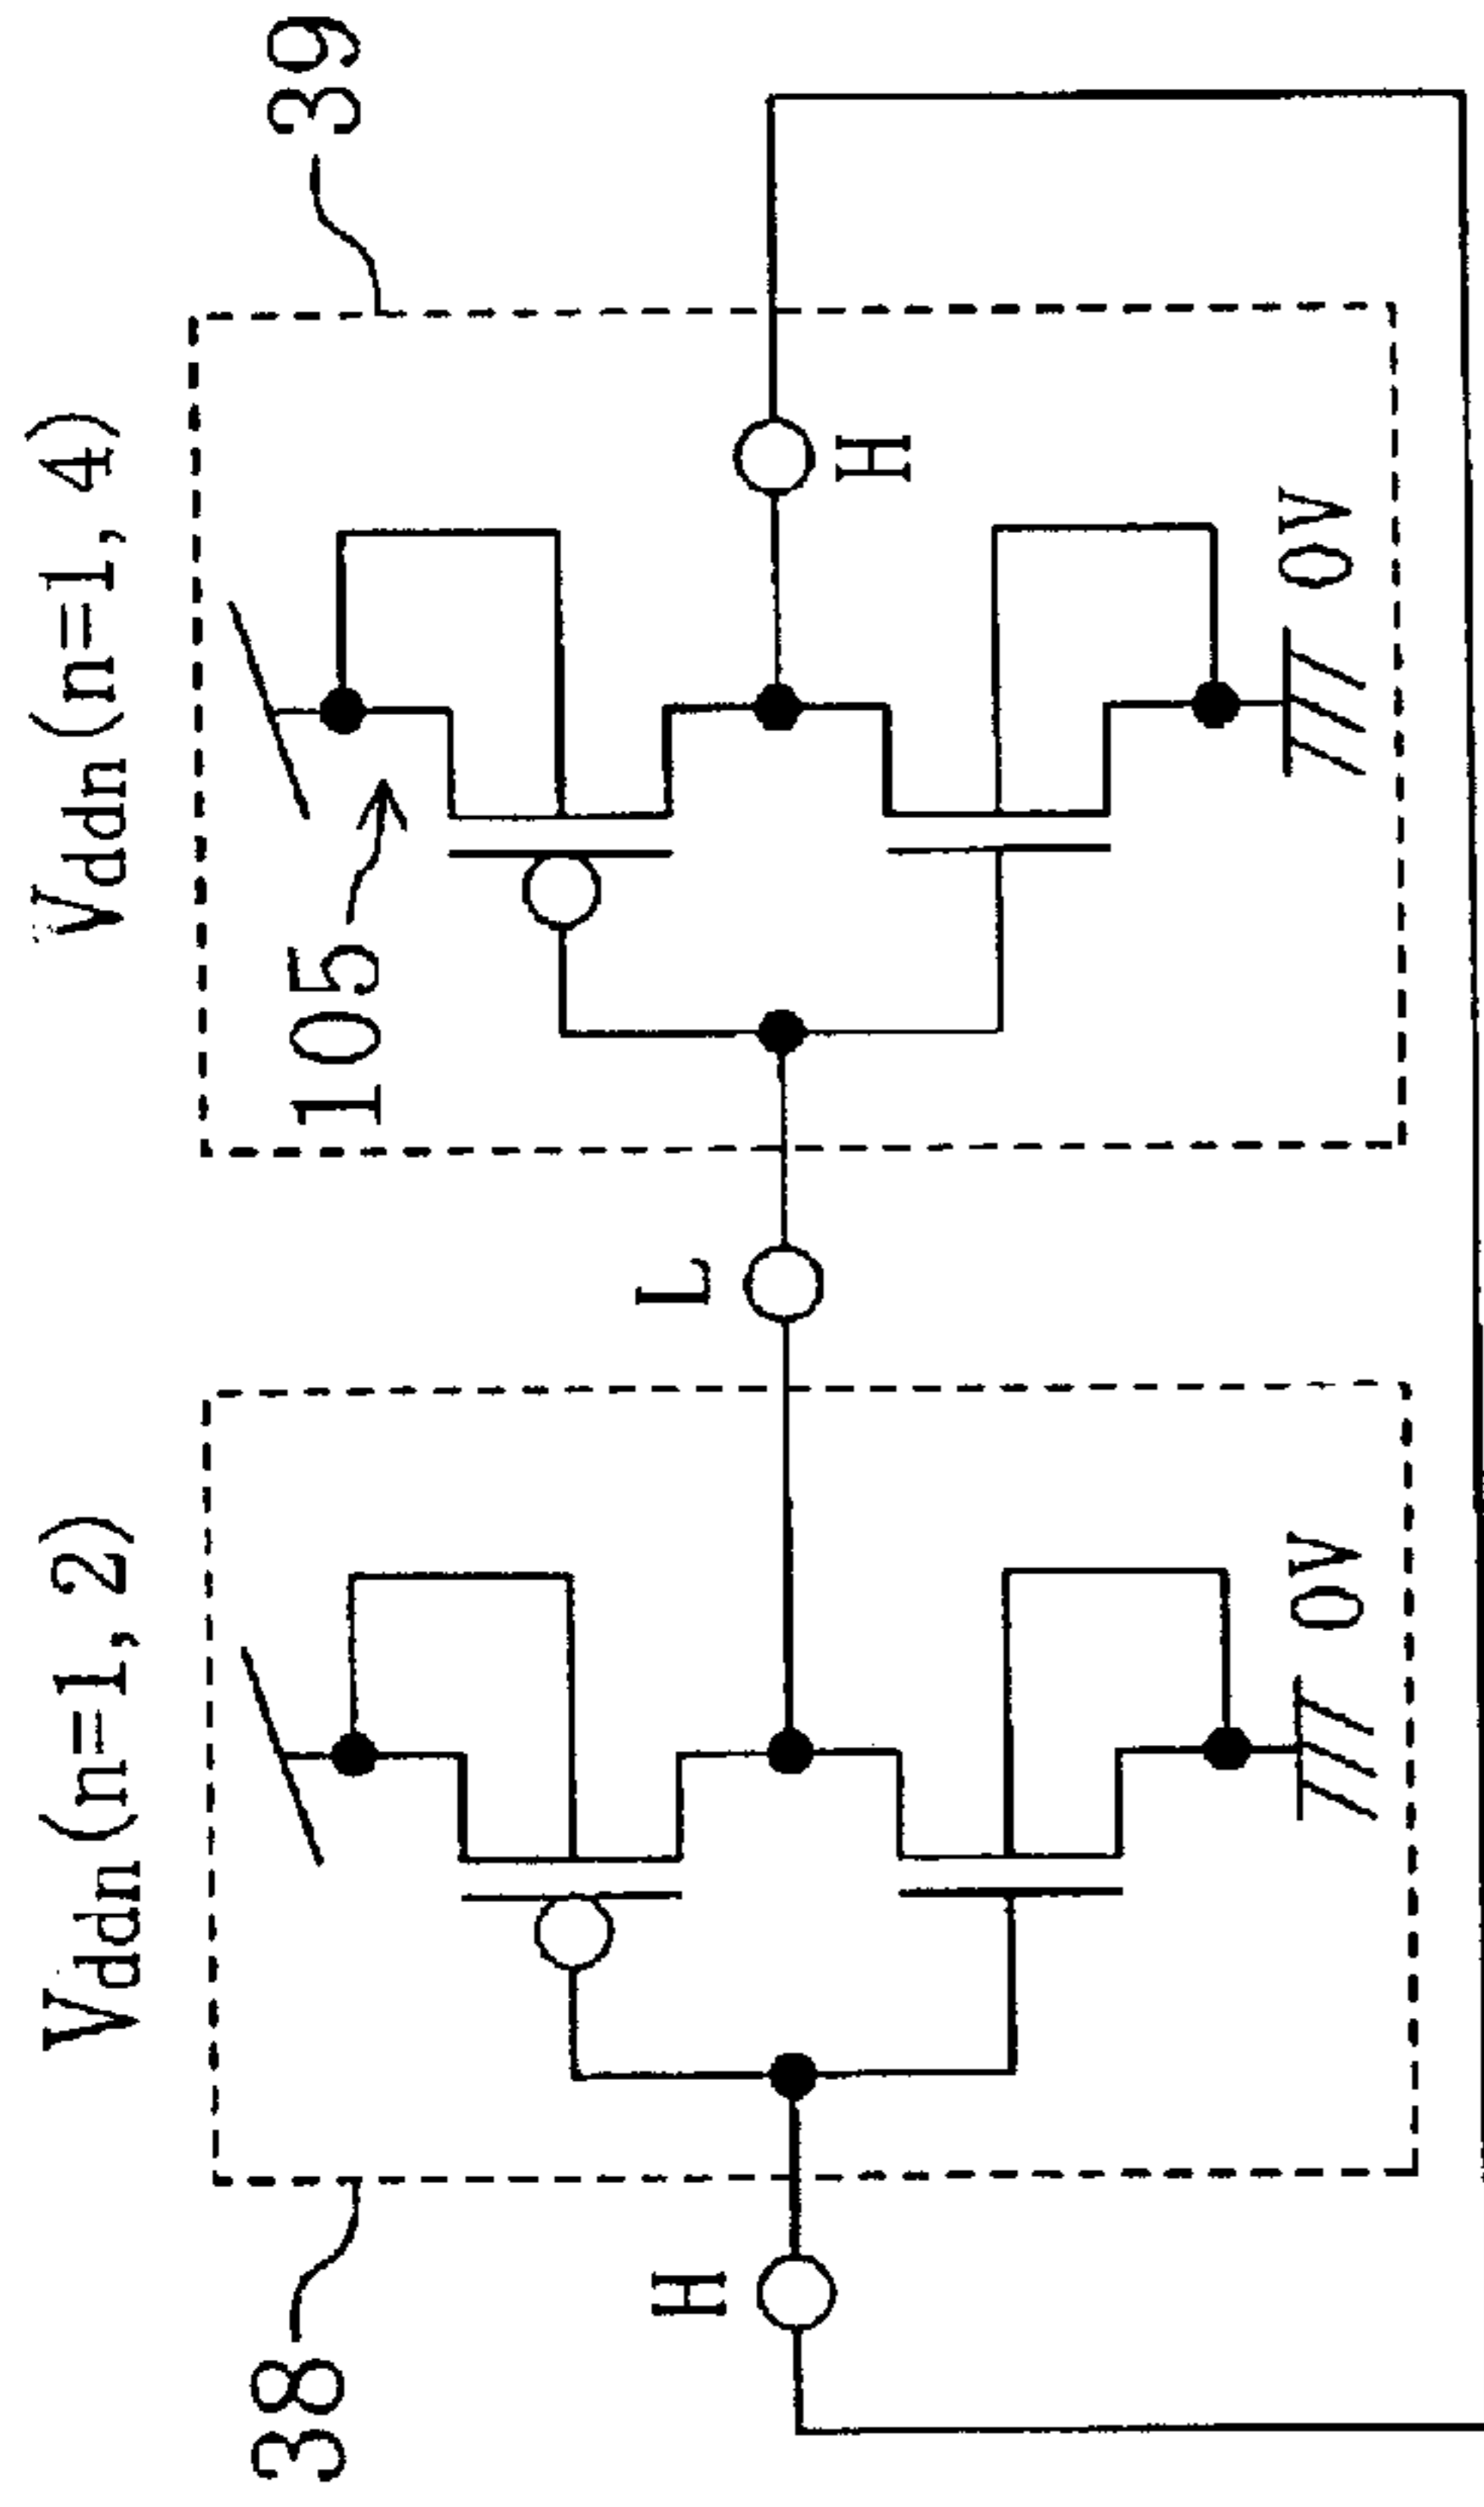 Vddn(n=1, 2)
Vddn(n=1, 4)
38
39
105
H
L
H
0V
0V